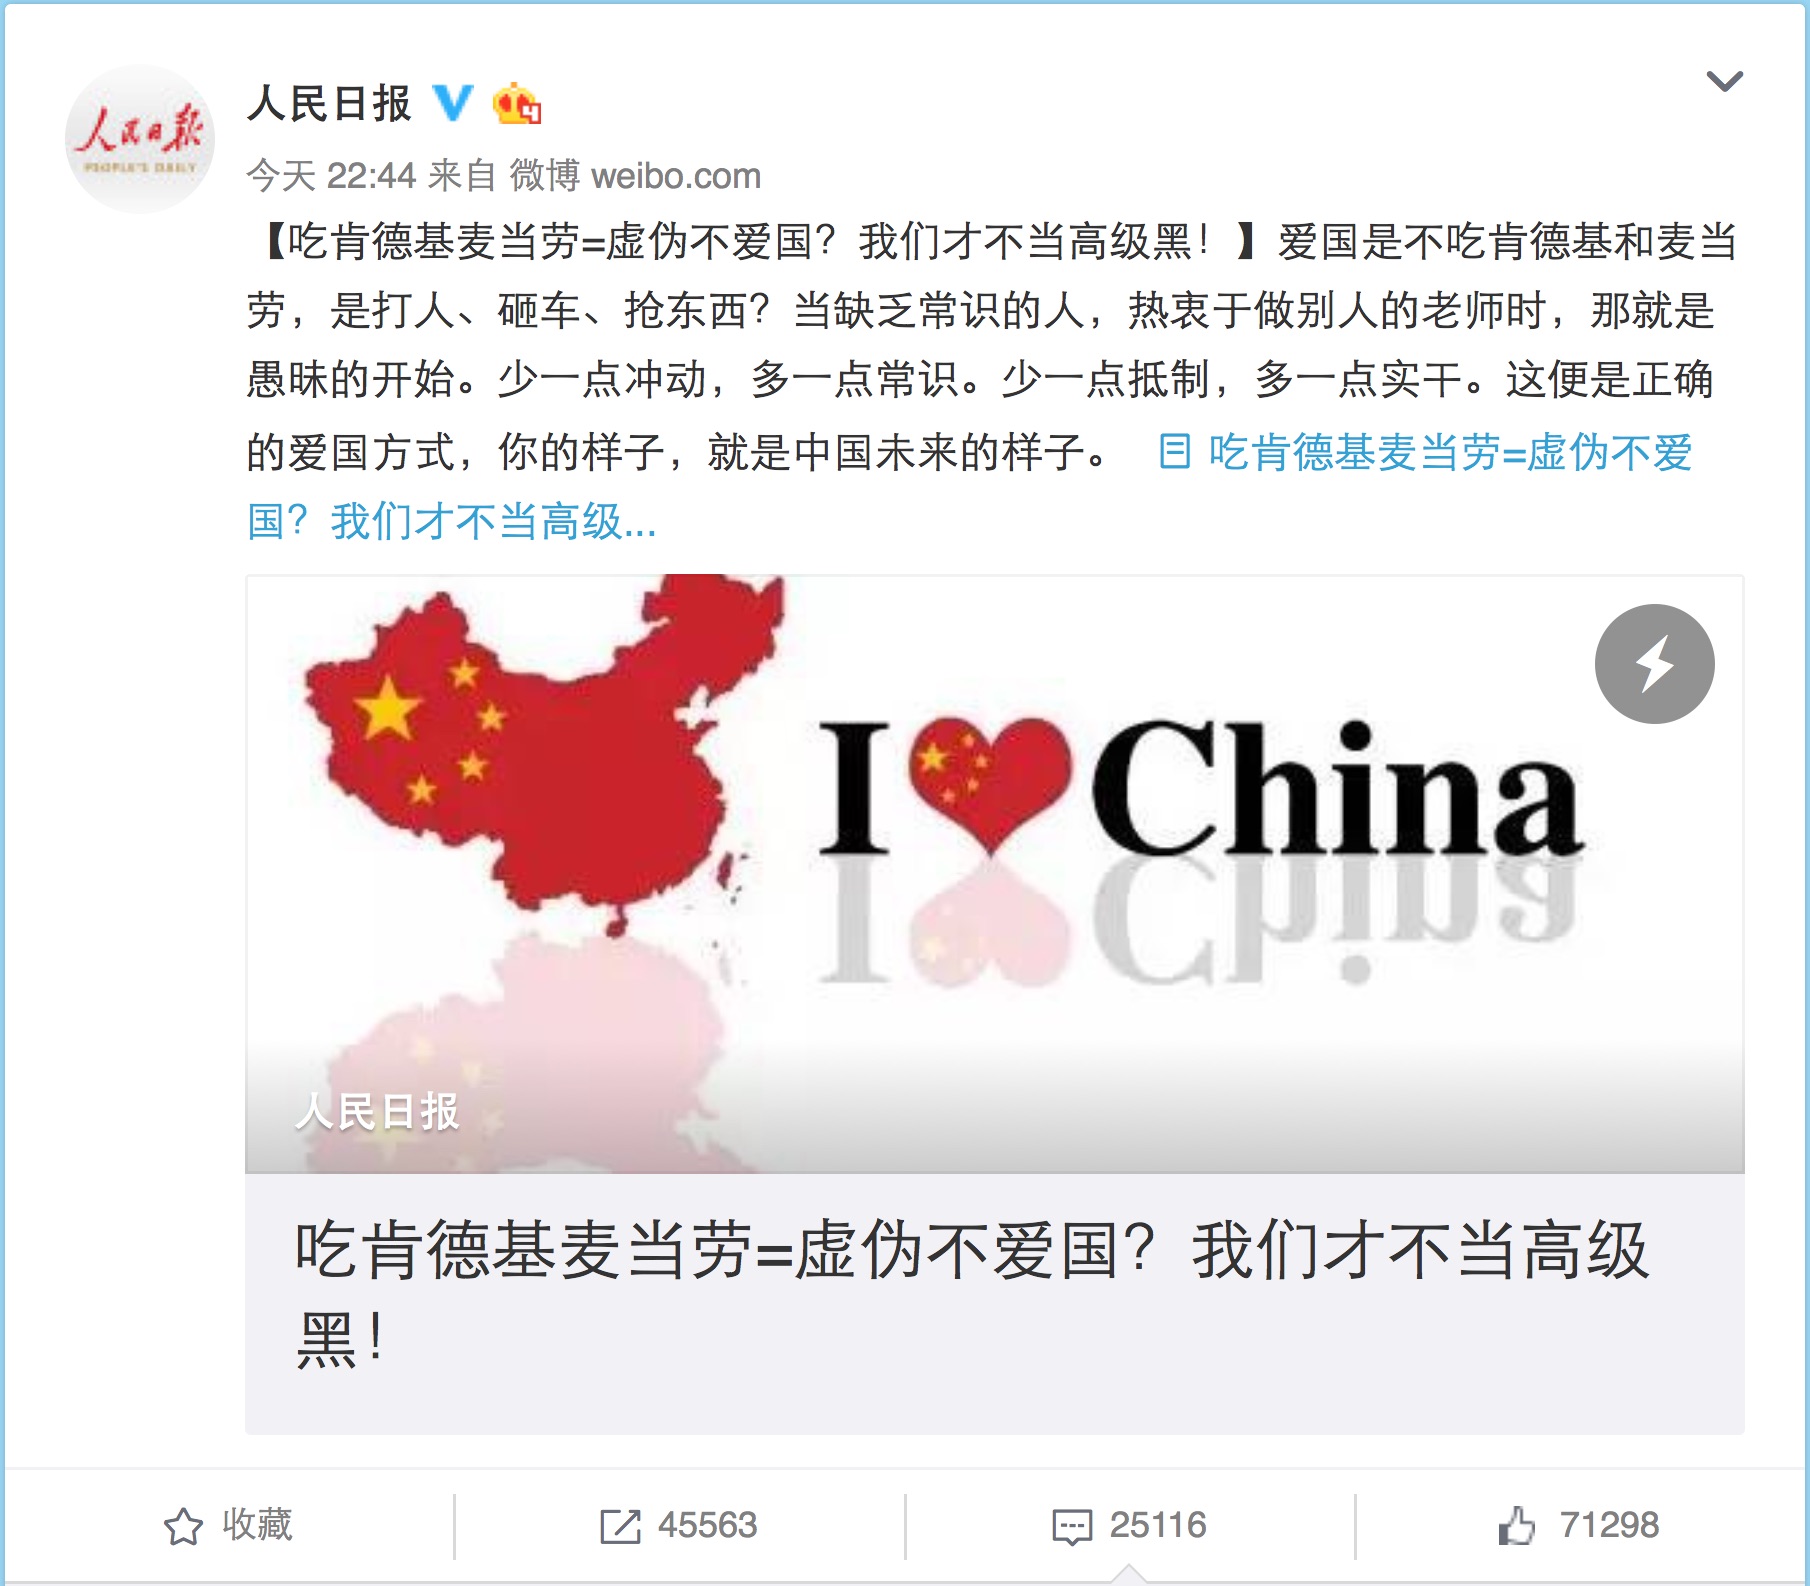 人民日报
PEOPLE'S DAILY
人民日报
今天 22:44 来自 微博 weibo.com
【吃肯德基麦当劳=虚伪不爱国？我们才不当高级黑！】爱国是不吃肯德基和麦当
劳，是打人、砸车、抢东西？当缺乏常识的人，热衷于做别人的老师时，那就是
愚昧的开始。少一点冲动，多一点常识。少一点抵制，多一点实干。这便是正确
的爱国方式，你的样子，就是中国未来的样子。 吃肯德基麦当劳=虚伪不爱
国？我们才不当高级...
I China
人民日报
吃肯德基麦当劳=虚伪不爱国？我们才不当高级
黑！
收藏 45563 25116 71298